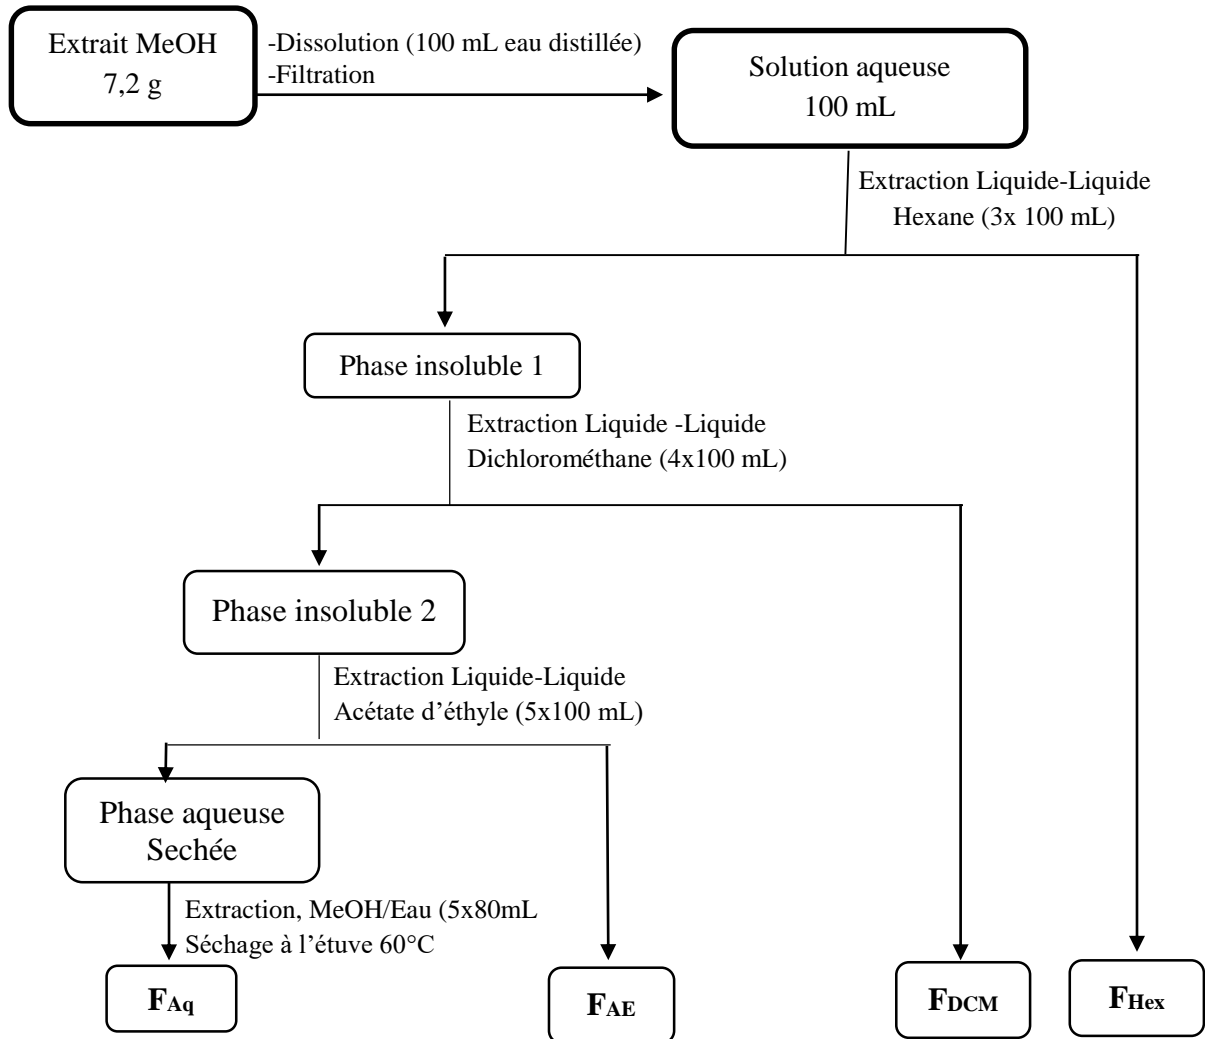 Extrait MeOH
7,2 g
-Dissolution (100 mL eau distillée)
-Filtration
Solution aqueuse
100 mL
Extraction Liquide-Liquide
Hexane (3x 100 mL)
Phase insoluble 1
Extraction Liquide -Liquide
Dichlorométhane (4x100 mL)
Phase insoluble 2
Extraction Liquide-Liquide
Acétate d’éthyle (5x100 mL)
Phase aqueuse
Sechée
Extraction, MeOH/Eau (5x80mL
Séchage à l’étuve 60°C
FAq
FAE
FDCM
FHex